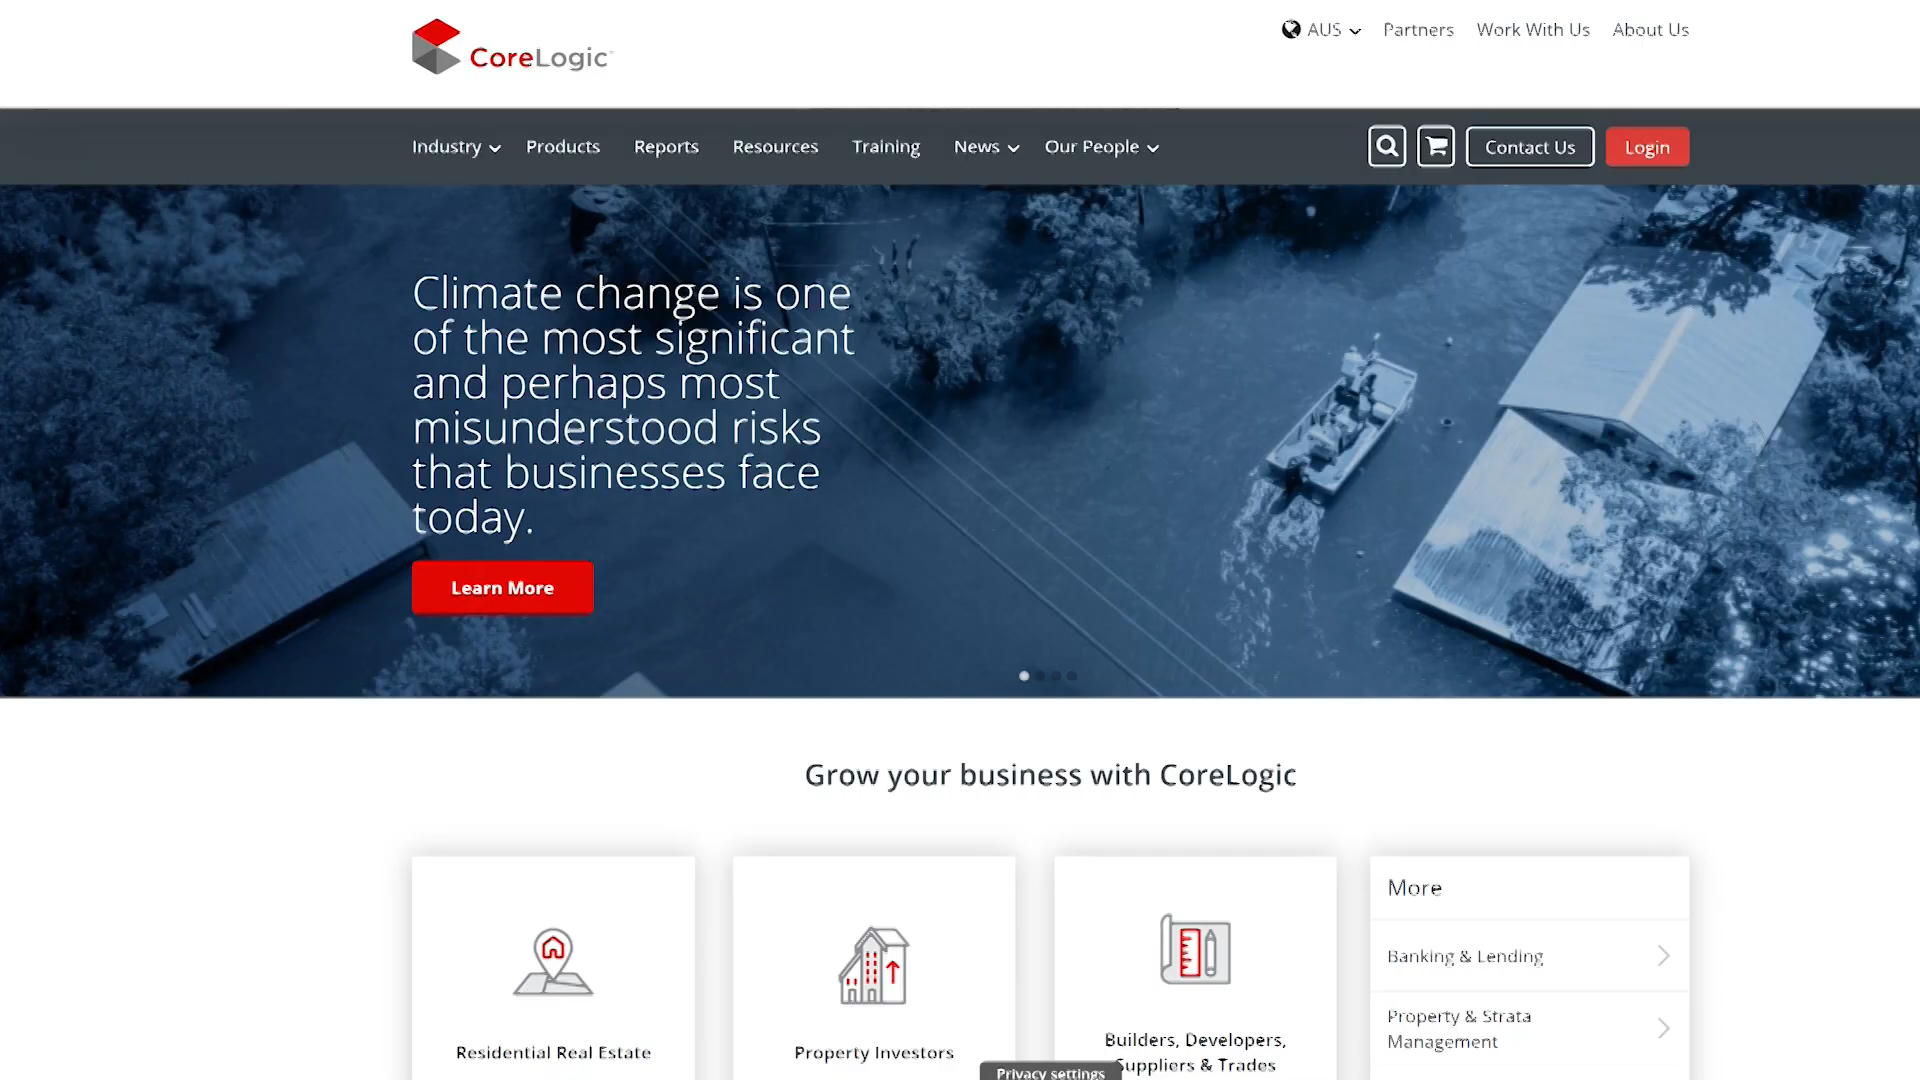 CoreLogic
AUS
Partners
Work With Us
About Us
Industry
Products
Reports
Resources
Training
News
Our People
Contact Us
Login
Climate change is one
of the most significant
and perhaps most
misunderstood risks
that businesses face
today.
Learn More
Grow your business with CoreLogic
Residential Real Estate
Property Investors
Builders, Developers,
Suppliers & Trades
More
Banking & Lending
Property & Strata
Management
Privacy settings